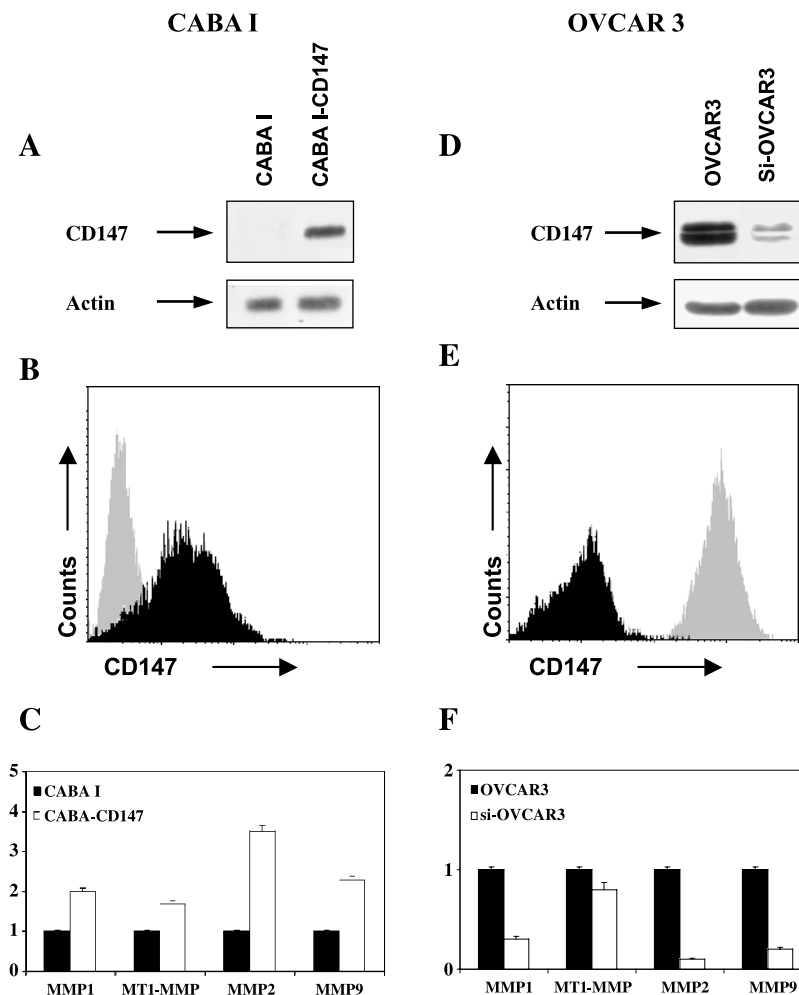 CABA I
OVCAR 3
A
CABA I
CABA I-CD147
CD147
Actin
D
OVCAR3
Si-OVCAR3
CD147
Actin
B
Counts
CD147
E
Counts
CD147
C
5
4
3
2
1
0
CABA I
CABA-CD147
MMP1 MT1-MMP MMP2 MMP9
F
2
1
0
OVCAR3
si-OVCAR3
MMP1 MT1-MMP MMP2 MMP9